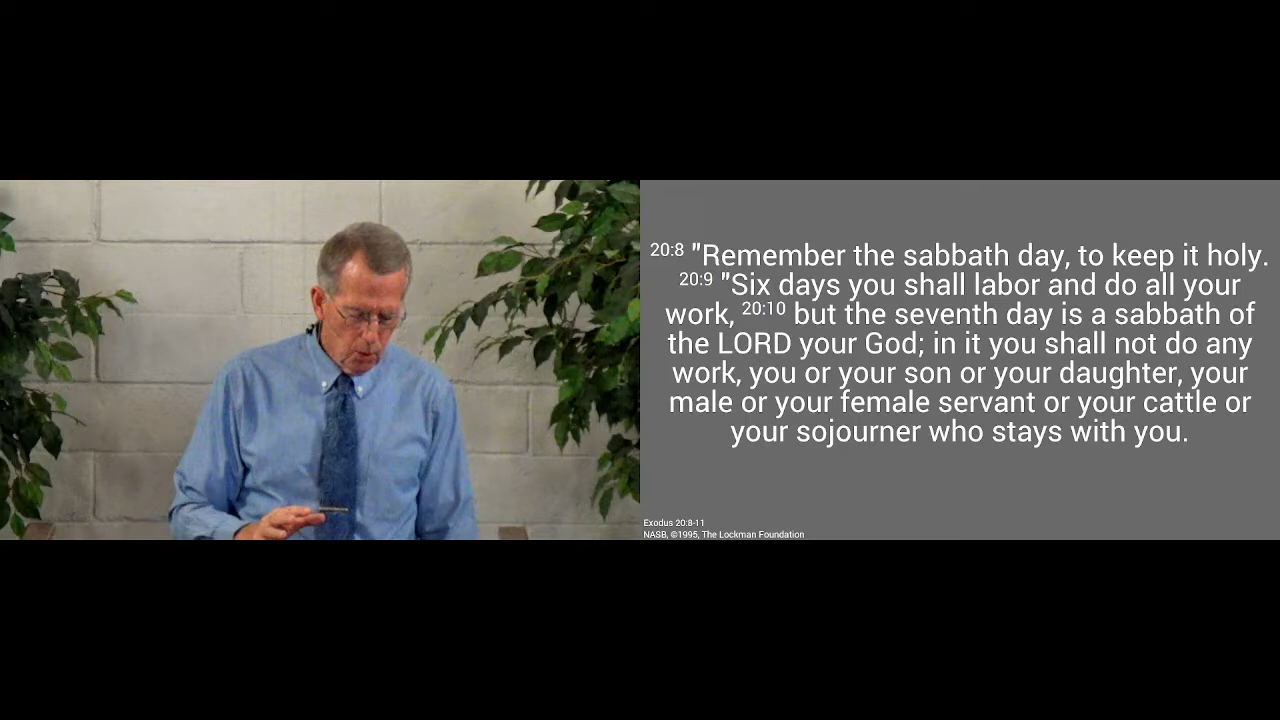 20:8 "Remember the sabbath day, to keep it holy.
20:9 "Six days you shall labor and do all your
work, 20:10 but the seventh day is a sabbath of
the LORD your God; in it you shall not do any
work, you or your son or your daughter, your
male or your female servant or your cattle or
your sojourner who stays with you.
Exodus 20:8-11
NASB, ©1995, The Lockman Foundation